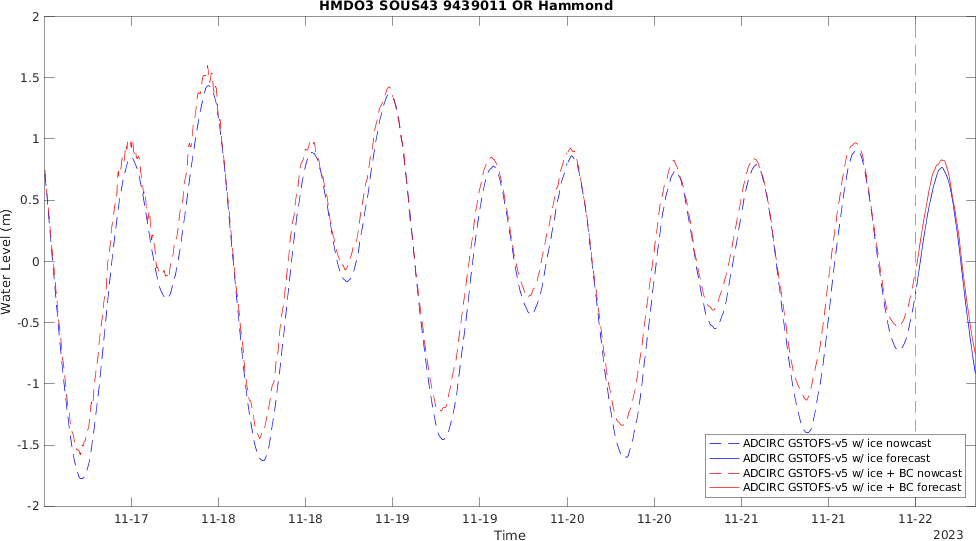 HMDO3 SOUS43 9439011 OR Hammond
2
1.5
1
0.5
0
-0.5
-1
-1.5
-2
Water Level (m)
11-17
11-18
11-18
11-19
11-19
11-20
11-20
11-21
11-21
11-22
Time
2023
ADCIRC GSTOFS-v5 w/ ice nowcast
ADCIRC GSTOFS-v5 w/ ice forecast
ADCIRC GSTOFS-v5 w/ ice + BC nowcast
ADCIRC GSTOFS-v5 w/ ice + BC forecast